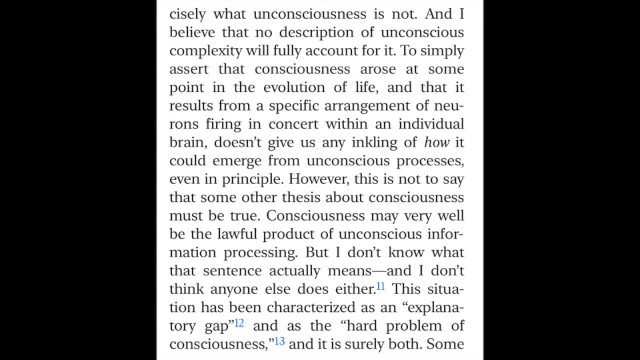 cisely what unconsciousness is not. And I
believe that no description of unconscious
complexity will fully account for it. To simply
assert that consciousness arose at some
point in the evolution of life, and that it
results from a specific arrangement of neu-
rons firing in concert within an individual
brain, doesn’t give us any inkling of how it
could emerge from unconscious processes,
even in principle. However, this is not to say
that some other thesis about consciousness
must be true. Consciousness may very well
be the lawful product of unconscious infor-
mation processing. But I don’t know what
that sentence actually means—and I don’t
think anyone else does either.11 This situa-
tion has been characterized as an “explana-
tory gap”12 and as the “hard problem of
consciousness,”13 and it is surely both. Some